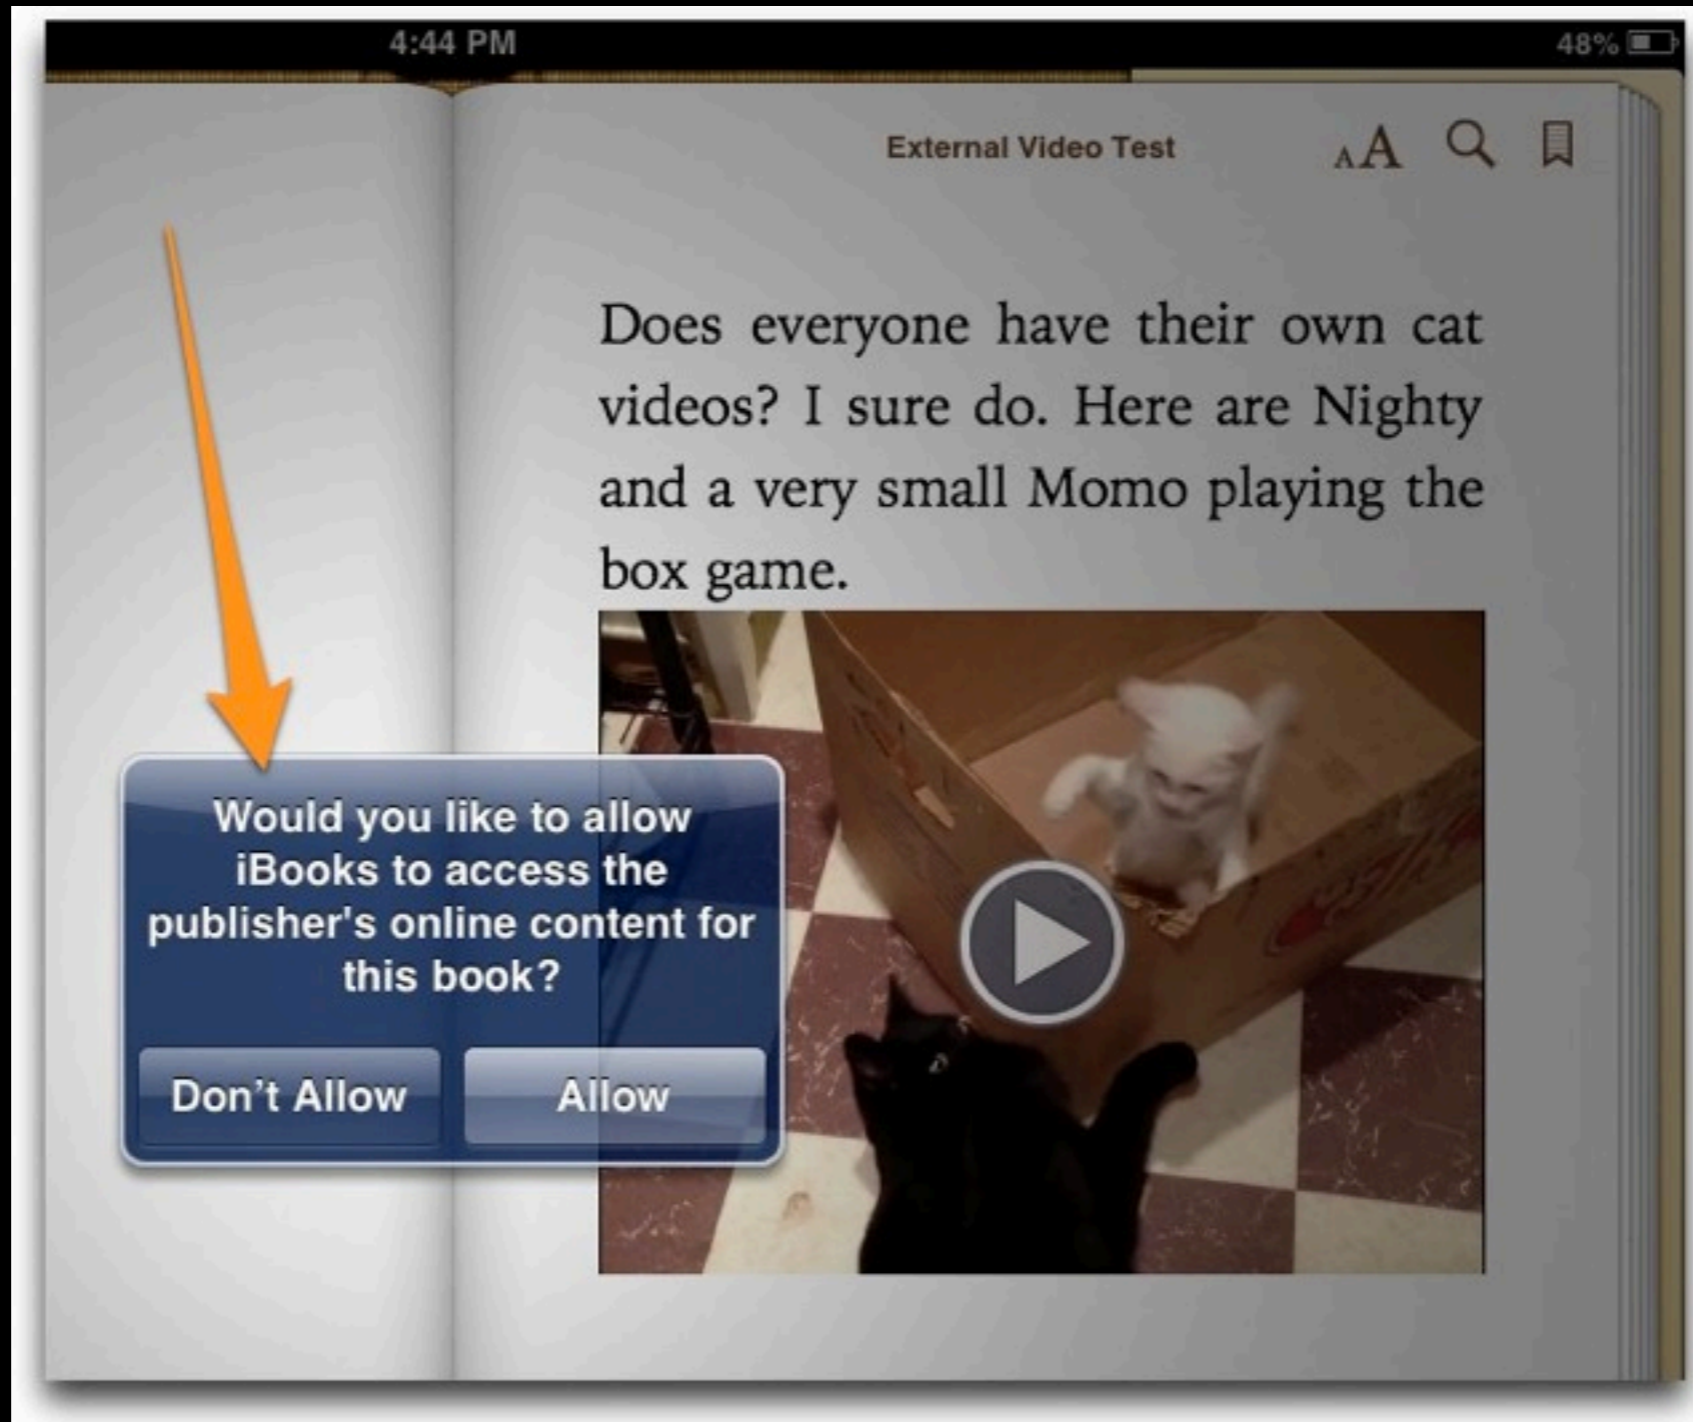 4:44 PM
48%
External Video Test
AA
Does everyone have their own cat
videos? I sure do. Here are Nighty
and a very small Momo playing the
box game.
Would you like to allow
iBooks to access the
publisher's online content for
this book?
Don't Allow
Allow